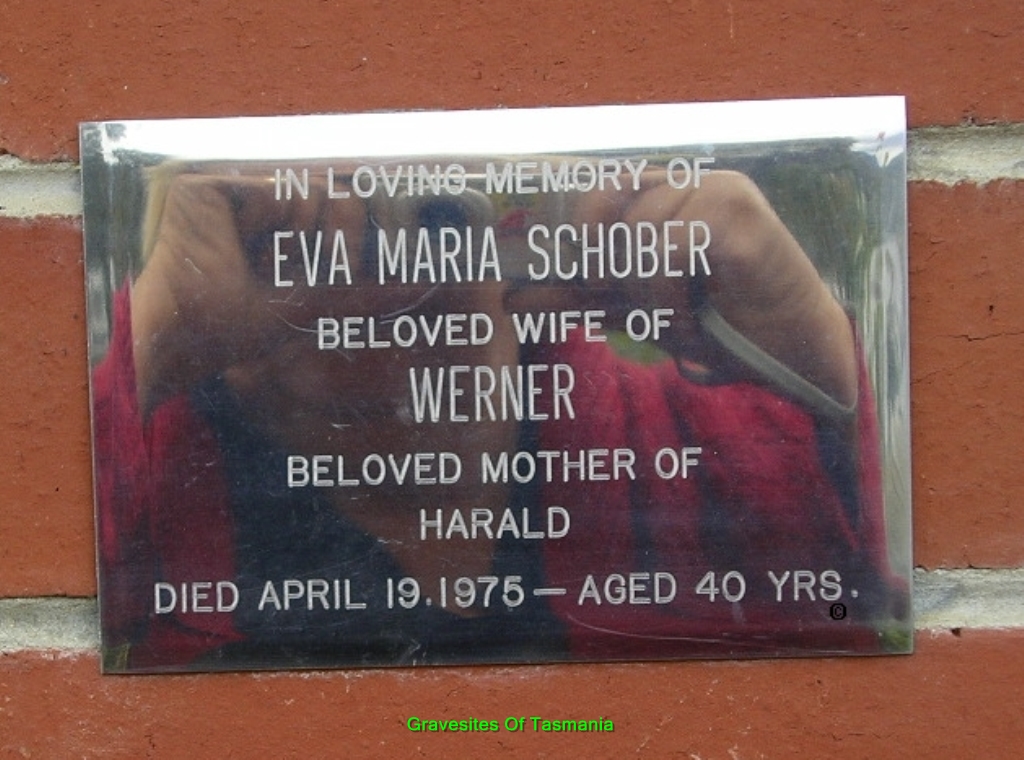 IN LOVING MEMORY OF
EVA MARIA SCHOBER
BELOVED WIFE OF
WERNER
BELOVED MOTHER OF
HARALD
DIED APRIL 19.1975 — AGED 40 YRS.
©
Gravesites Of Tasmania